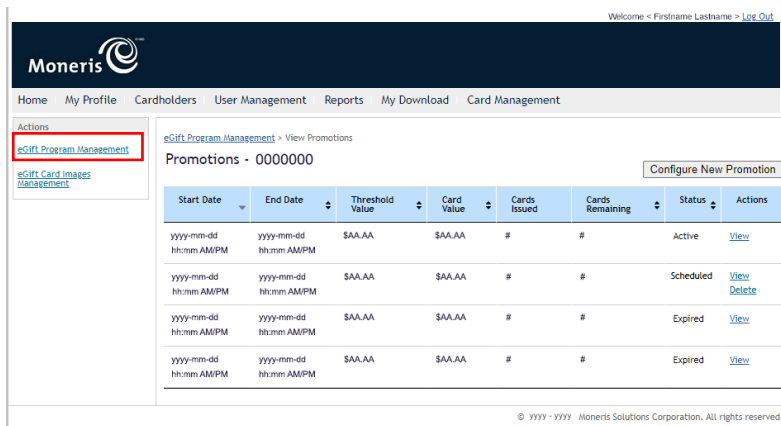 Welcome < Firstname Lastname > Log Out
Moneris
Home My Profile Cardholders User Management Reports My Download Card Management
Actions
eGift Program Management
eGift Card Images
Management
eGift Program Management > View Promotions
Promotions - 0000000
Configure New Promotion
Start Date End Date Threshold Value Card Value Cards Issued Cards Remaining Status Actions
yyyy-mm-dd yyyy-mm-dd $AA.AA $AA.AA # # Active View
hh:mm AM/PM hh:mm AM/PM
yyyy-mm-dd yyyy-mm-dd $AA.AA $AA.AA # # Scheduled View
hh:mm AM/PM hh:mm AM/PM Delete
yyyy-mm-dd yyyy-mm-dd $AA.AA $AA.AA # # Expired View
hh:mm AM/PM hh:mm AM/PM
yyyy-mm-dd yyyy-mm-dd $AA.AA $AA.AA # # Expired View
hh:mm AM/PM hh:mm AM/PM
© yyyy - yyyy Moneris Solutions Corporation. All rights reserved